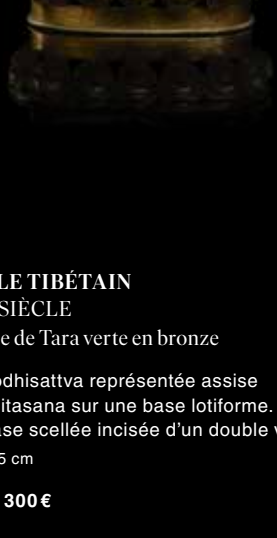 LE TIBÉTAIN
SIÈCLE
e de Tara verte en bronze
odhisattva représentée assise
itasana sur une base lotiforme.
ase scellée incisée d'un double v
5 cm
300 €